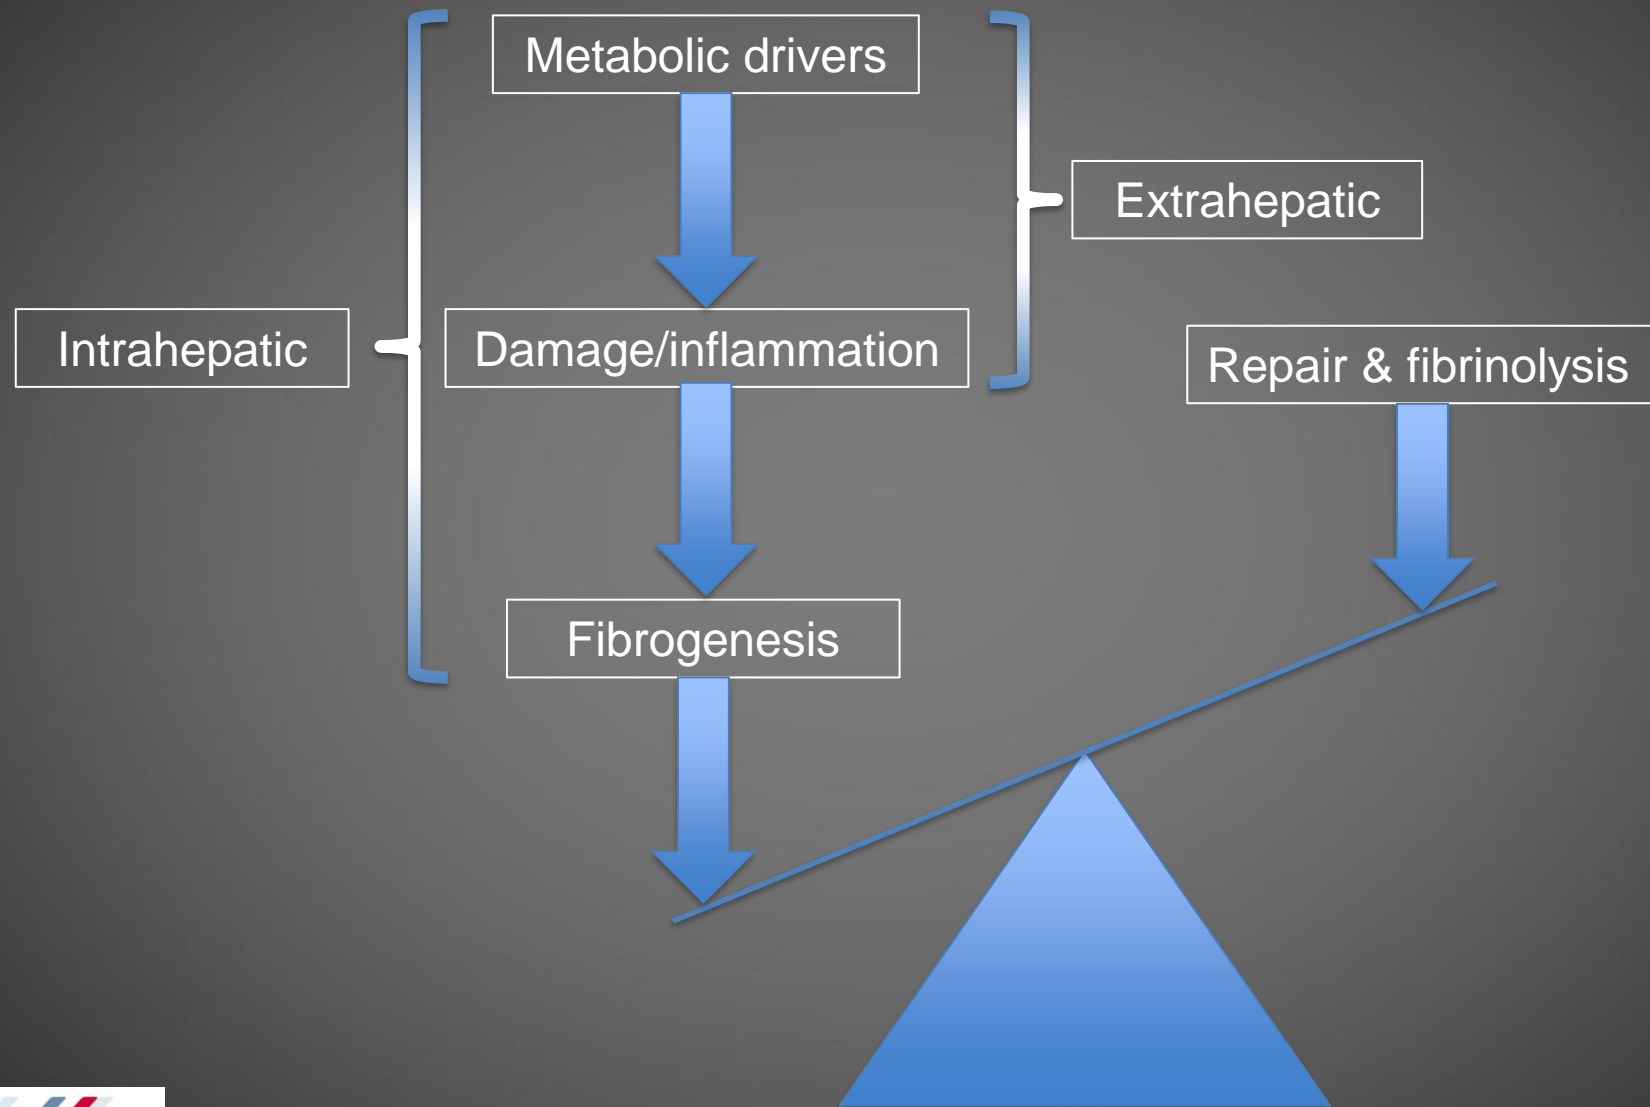 Metabolic drivers
Extrahepatic
Intrahepatic
Damage/inflammation
Repair & fibrinolysis
Fibrogenesis